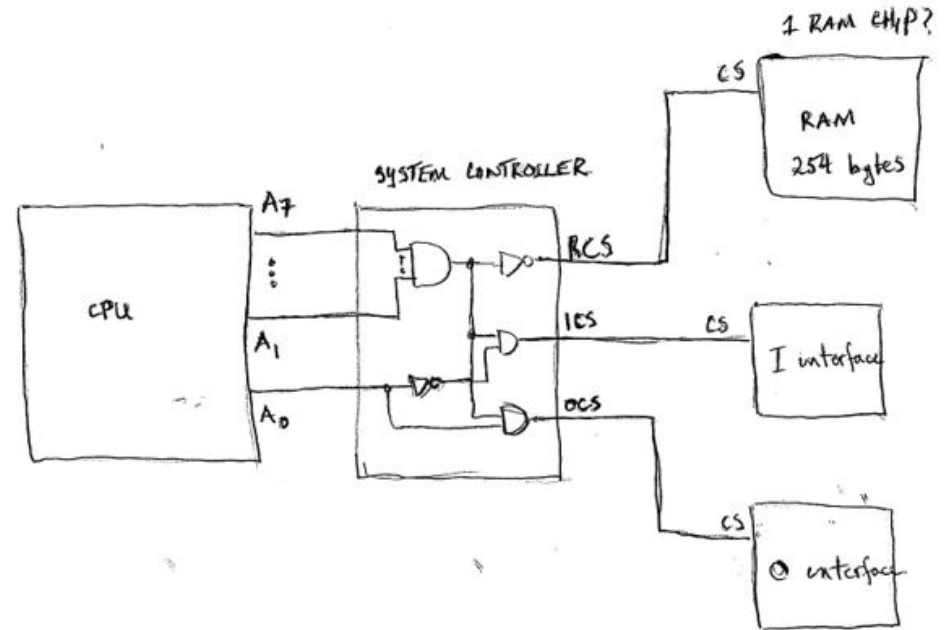 1 RAM CHIP?
CS
RAM
254 bytes
SYSTEM CONTROLLER
A7
RCS
CPU
ICS
CS
A1
I interface
A0
OCS
CS
O interface